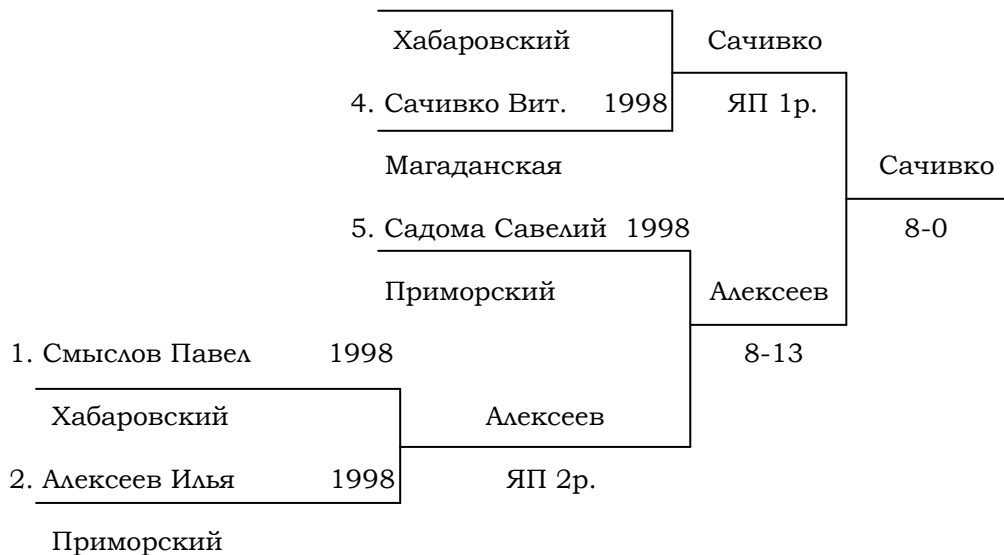 Хабаровский Сачивко
4. Сачивко Вит. 1998 ЯП 1р.
Магаданская Сачивко
5. Садома Савелий 1998 8-0
Приморский Алексеев
1. Смыслов Павел 1998 8-13
Хабаровский Алексеев
2. Алексеев Илья 1998 ЯП 2р.
Приморский